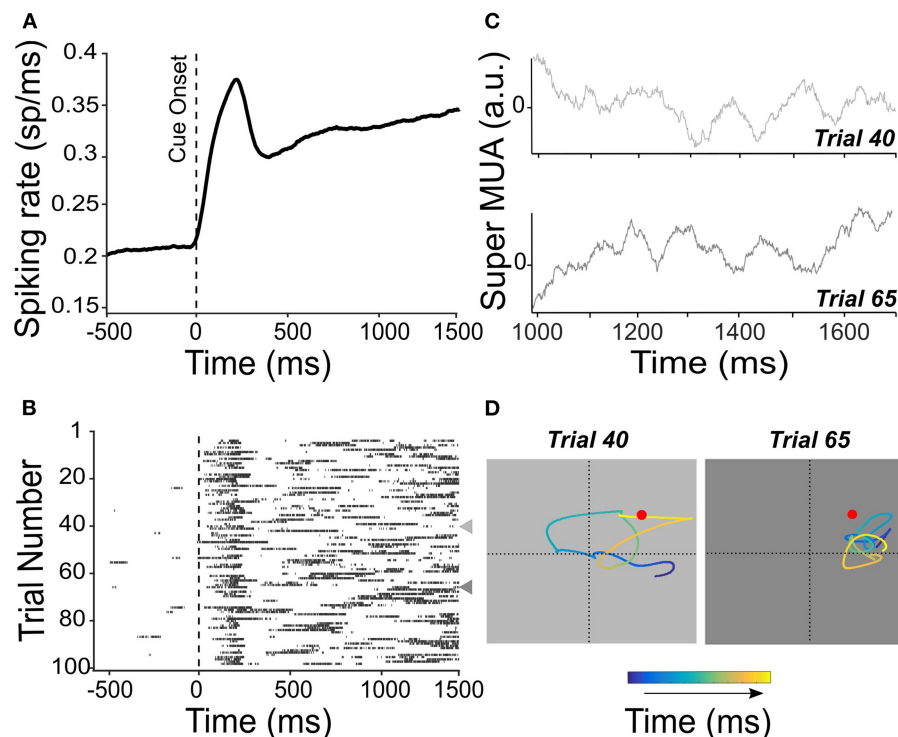 A
Spiking rate (sp/ms)
0.4
0.35
0.3
0.25
0.2
0.15
Cue Onset
-500
0
500
1000
1500
Time (ms)
C
Super MUA (a.u.)
0
Trial 40
0
Trial 65
1000
1200
1400
1600
Time (ms)
B
Trial Number
1
20
40
60
80
100
-500
0
500
1000
1500
Time (ms)
D
Trial 40
Trial 65
Time (ms)